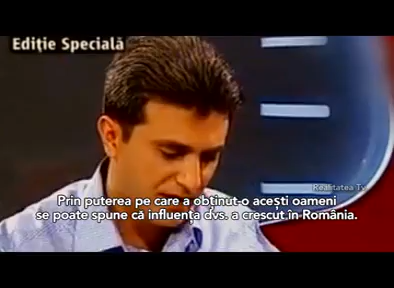 Ediție Specială
Realitatea Tv
Prin puterea pe care a obținut-o acești oameni
se poate spune că influența dvs. a crescut în România.